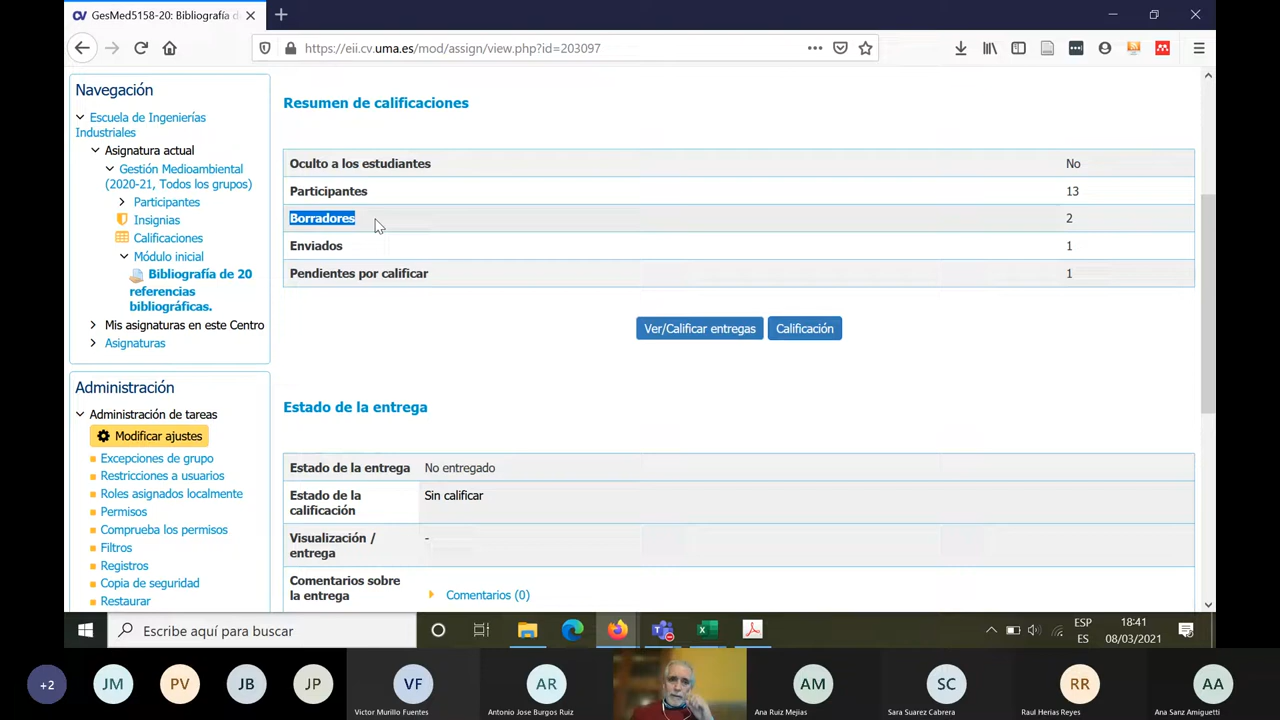 GesMed5158-20: Bibliografía d
https://eii.cv.uma.es/mod/assign/view.php?id=203097
Navegación
Escuela de Ingenierías
Industriales
Asignatura actual
Gestión Medioambiental
(2020-21, Todos los grupos)
Participantes
Insignias
Calificaciones
Módulo inicial
Bibliografía de 20
referencias
bibliográficas.
Mis asignaturas en este Centro
Asignaturas
Administración
Administración de tareas
Modificar ajustes
Excepciones de grupo
Restricciones a usuarios
Roles asignados localmente
Permisos
Comprueba los permisos
Filtros
Registros
Copia de seguridad
Restaurar
Resumen de calificaciones
Oculto a los estudiantes No
Participantes 13
Borradores 2
Enviados 1
Pendientes por calificar 1
Ver/Calificar entregas Calificación
Estado de la entrega
Estado de la entrega No entregado
Estado de la Sin calificar
calificación
Visualización / -
entrega
Comentarios sobre
la entrega Comentarios (0)
Escribe aquí para buscar
ESP 18:41
ES 08/03/2021
+2 JM PV JB JP VF AR AM SC RR AA
Victor Murillo Fuentes Antonio Jose Burgos Ruiz Ana Ruiz Mejias Sara Suarez Cabrera Raul Herias Reyes Ana Sanz Amiguetti